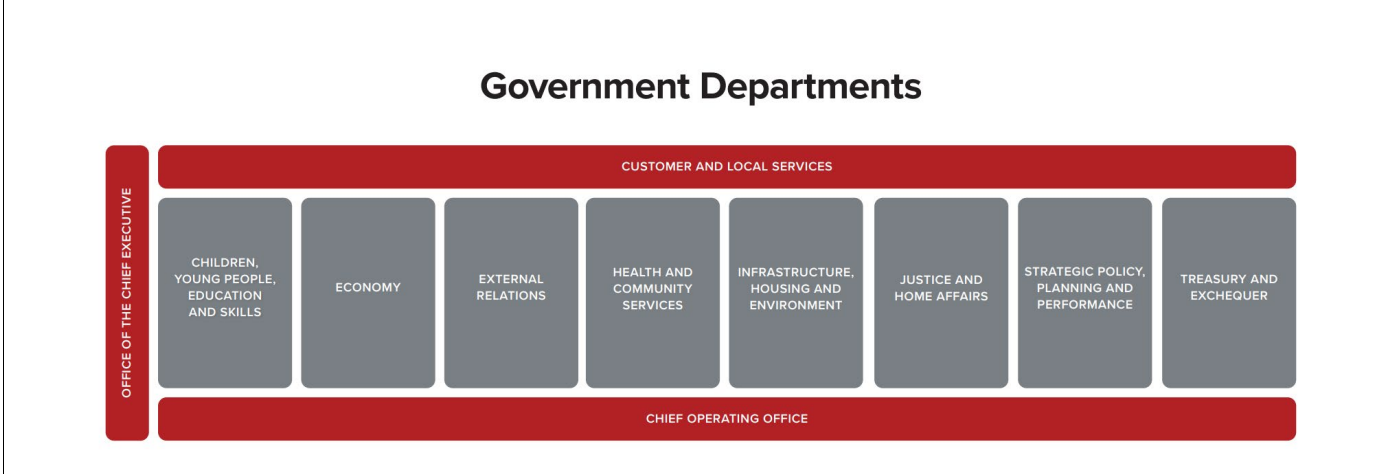 Government Departments
OFFICE OF THE CHIEF EXECUTIVE
CUSTOMER AND LOCAL SERVICES
CHILDREN,
YOUNG PEOPLE,
EDUCATION
AND SKILLS
ECONOMY
EXTERNAL
RELATIONS
HEALTH AND
COMMUNITY
SERVICES
INFRASTRUCTURE,
HOUSING AND
ENVIRONMENT
JUSTICE AND
HOME AFFAIRS
STRATEGIC POLICY,
PLANNING AND
PERFORMANCE
TREASURY AND
EXCHEQUER
CHIEF OPERATING OFFICE